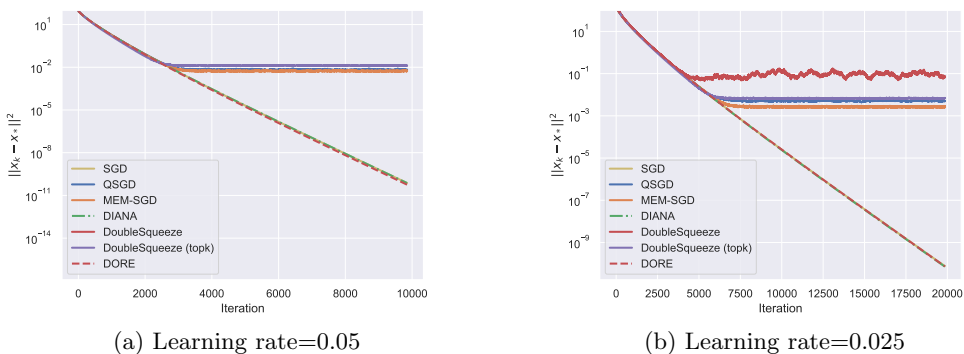 10^1
10^−2
10^−5
10^−8
10^−11
10^−14
||x_k − x_*||^2
0 2000 4000 6000 8000 10000
Iteration
SGD
QSGD
MEM-SGD
DIANA
DoubleSqueeze
DoubleSqueeze (topk)
DORE
(a) Learning rate=0.05
10^1
10^−1
10^−3
10^−5
10^−7
10^−9
||x_k − x_*||^2
0 2500 5000 7500 10000 12500 15000 17500 20000
Iteration
SGD
QSGD
MEM-SGD
DIANA
DoubleSqueeze
DoubleSqueeze (topk)
DORE
(b) Learning rate=0.025